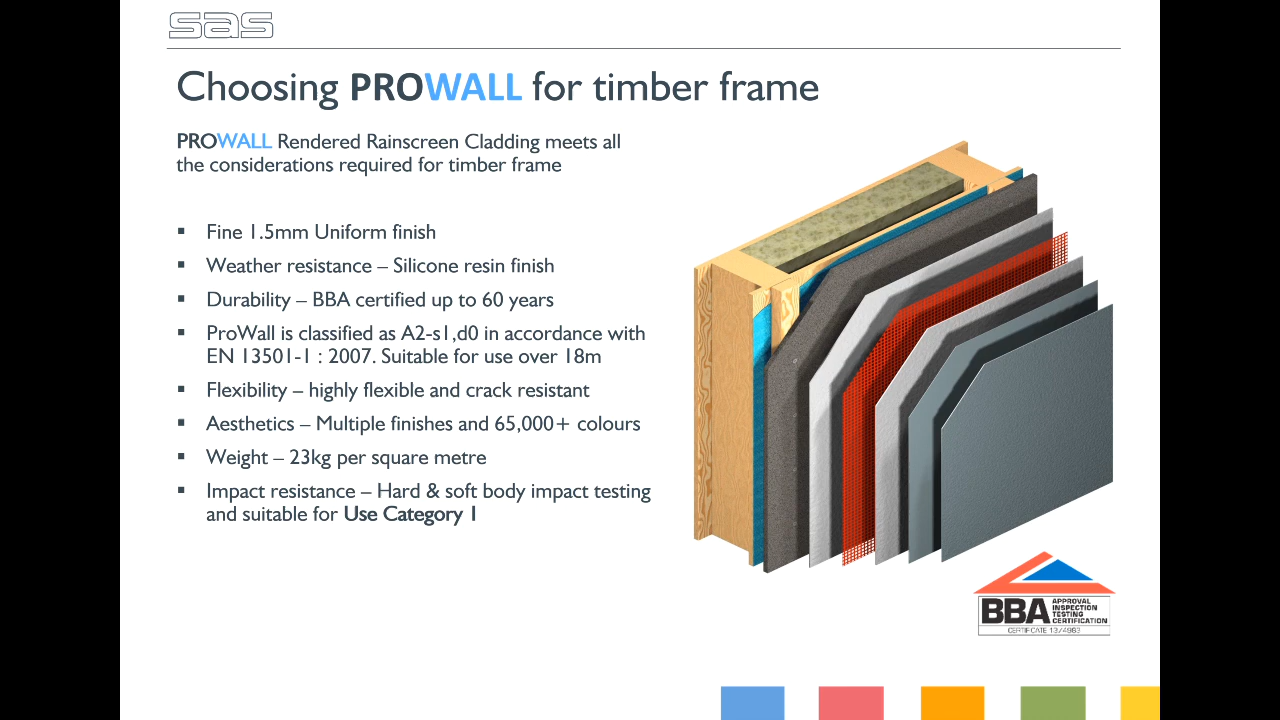 sas
Choosing PROWALL for timber frame
PROWALL Rendered Rainscreen Cladding meets all
the considerations required for timber frame
▪ Fine 1.5mm Uniform finish
▪ Weather resistance – Silicone resin finish
▪ Durability – BBA certified up to 60 years
▪ ProWall is classified as A2-s1,d0 in accordance with
EN 13501-1 : 2007. Suitable for use over 18m
▪ Flexibility – highly flexible and crack resistant
▪ Aesthetics – Multiple finishes and 65,000+ colours
▪ Weight – 23kg per square metre
▪ Impact resistance – Hard & soft body impact testing
and suitable for Use Category 1
BBA
APPROVAL
INSPECTION
TESTING
CERTIFICATION
CERTIFICATE 13/4983